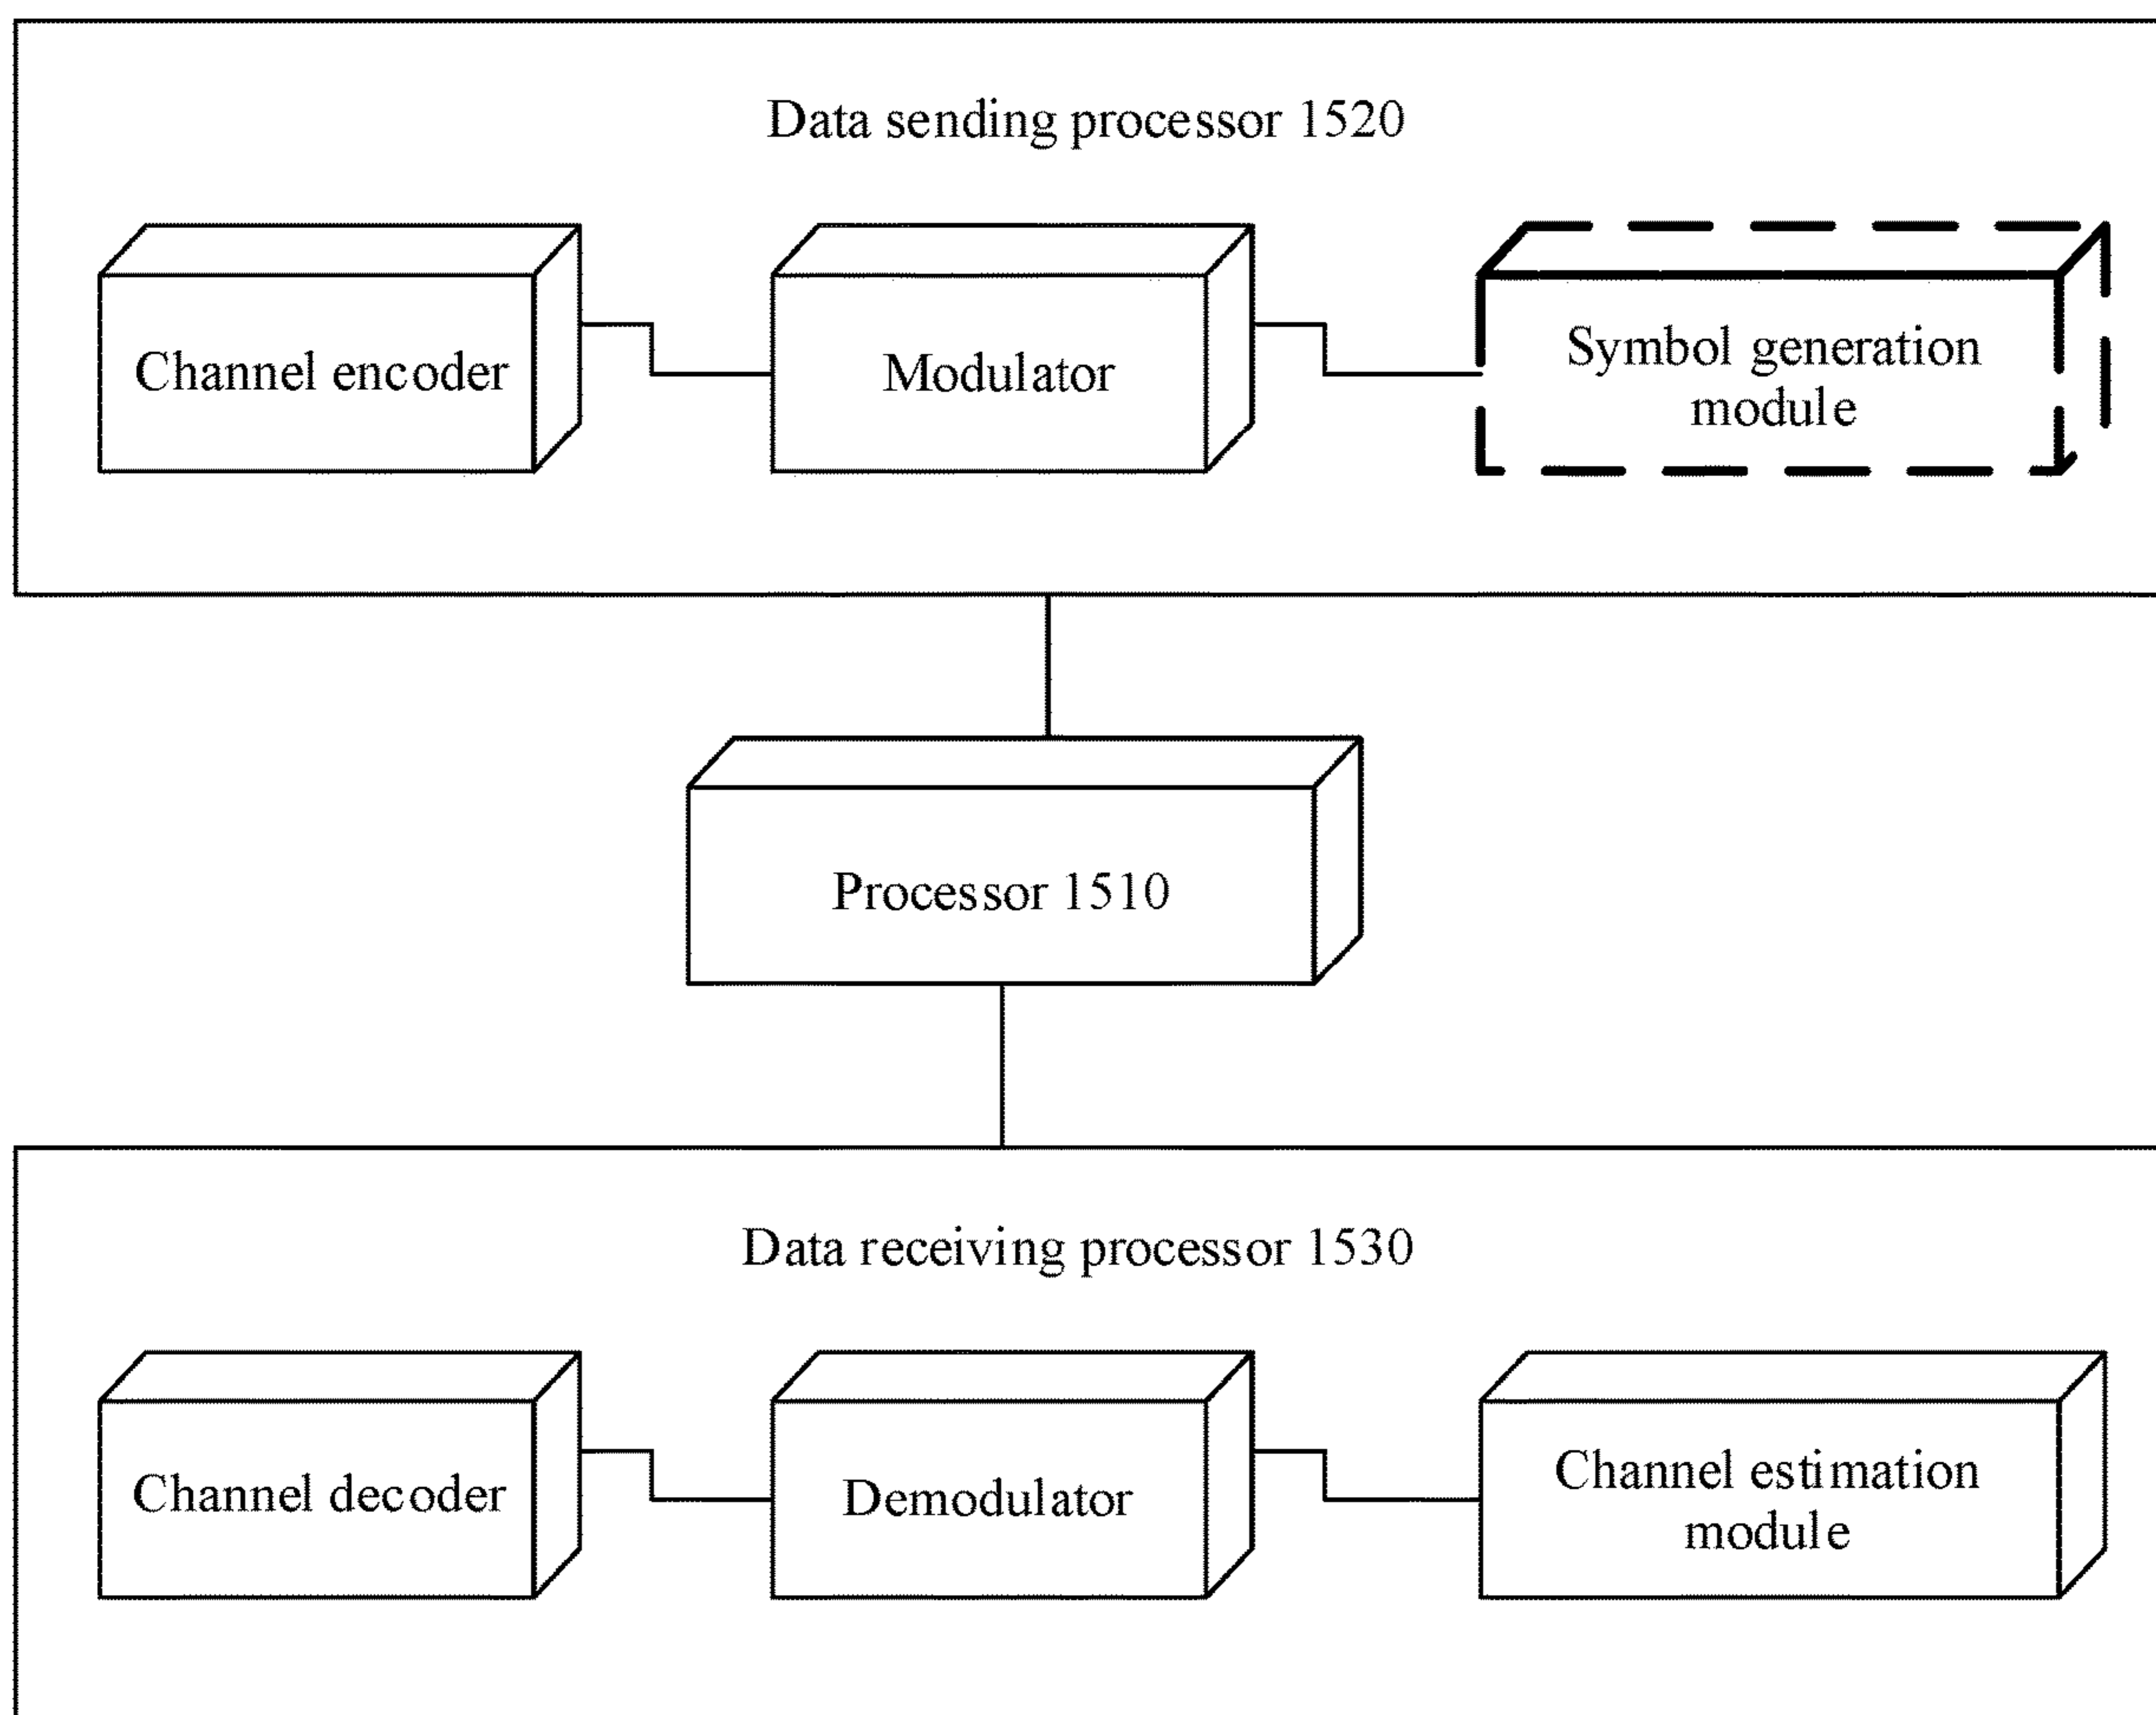 Data sending processor 1520
Channel encoder
Modulator
Symbol generation
module
Processor 1510
Data receiving processor 1530
Channel decoder
Demodulator
Channel estimation
module